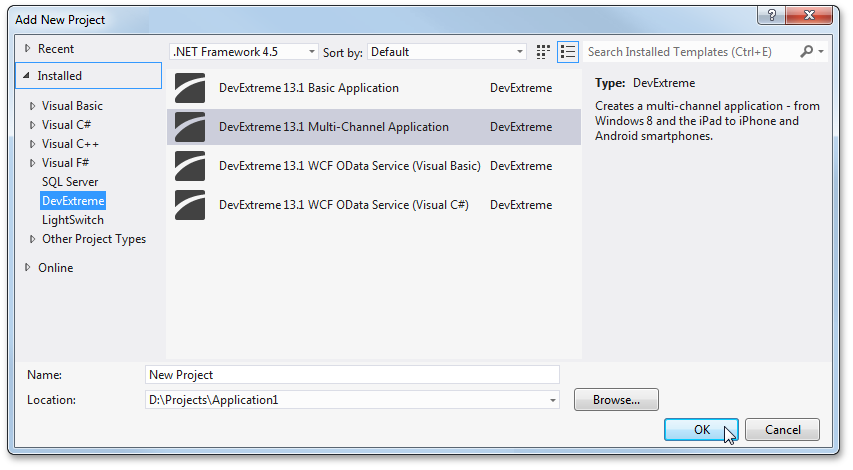 Add New Project
?
Recent
Installed
Visual Basic
Visual C#
Visual C++
Visual F#
SQL Server
DevExtreme
LightSwitch
Other Project Types
Online
.NET Framework 4.5
Sort by: Default
Search Installed Templates (Ctrl+E)
DevExtreme 13.1 Basic Application DevExtreme
DevExtreme 13.1 Multi-Channel Application DevExtreme
DevExtreme 13.1 WCF OData Service (Visual Basic) DevExtreme
DevExtreme 13.1 WCF OData Service (Visual C#) DevExtreme
Type: DevExtreme
Creates a multi-channel application - from
Windows 8 and the iPad to iPhone and
Android smartphones.
Name: New Project
Location: D:\Projects\Application1
Browse...
OK Cancel